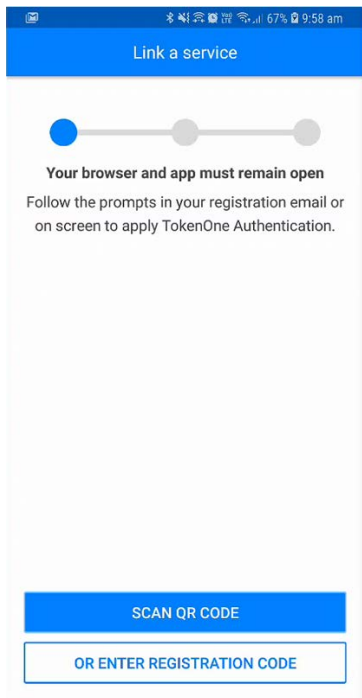 67% 9:58 am
Link a service
Your browser and app must remain open
Follow the prompts in your registration email or
on screen to apply TokenOne Authentication.
SCAN QR CODE
OR ENTER REGISTRATION CODE